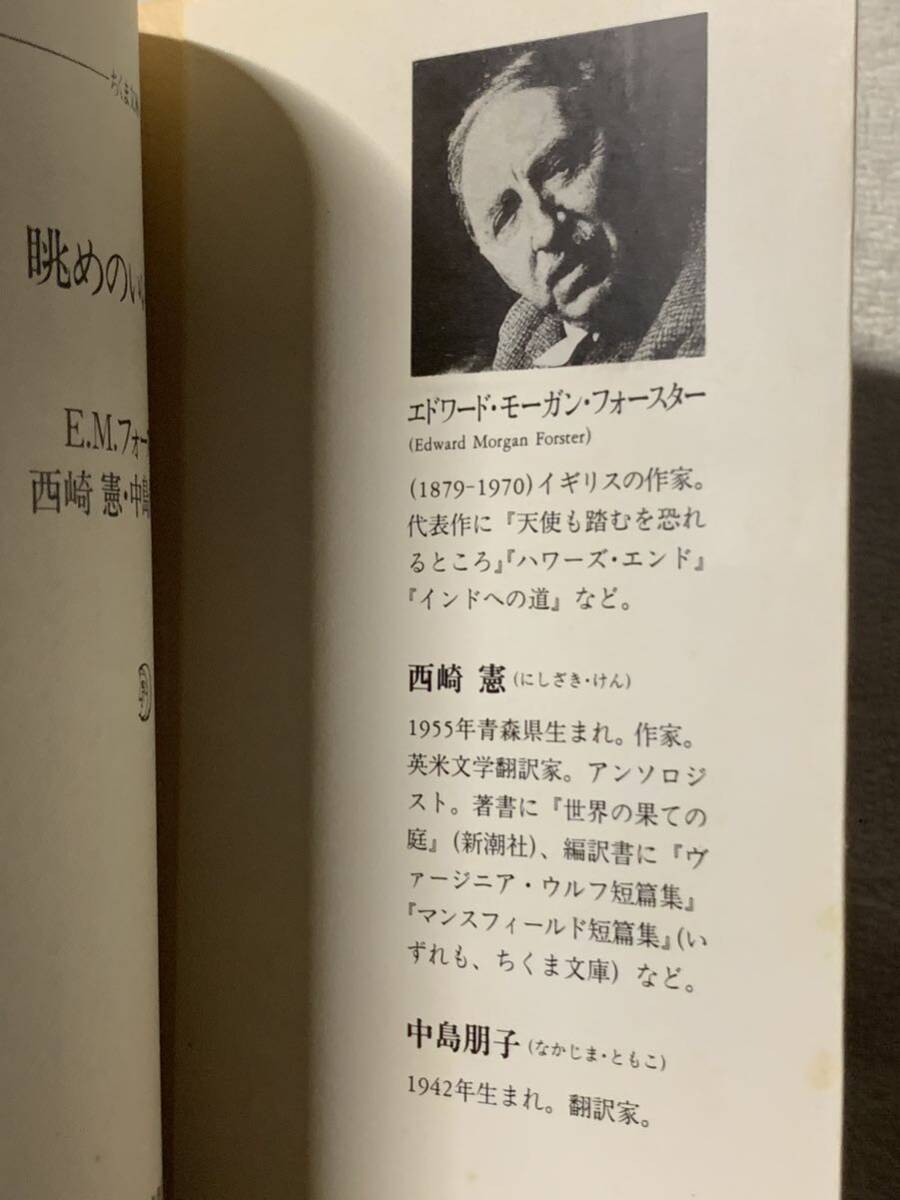 ちくま文
眺めのい
E.M.フォー
西崎 憲・中島
エドワード・モーガン・フォースター
(Edward Morgan Forster)
(1879-1970)イギリスの作家。
代表作に『天使も踏むを恐れ
るところ』『ハワーズ・エンド』
『インドへの道』など。
西崎 憲(にしざき・けん)
1955年青森県生まれ。作家。
英米文学翻訳家。アンソロジ
スト。著書に『世界の果ての
庭』(新潮社)、編訳書に『ヴ
ァージニア・ウルフ短篇集』
『マンスフィールド短篇集』(い
ずれも、ちくま文庫) など。
中島朋子(なかじま・ともこ)
1942年生まれ。翻訳家。